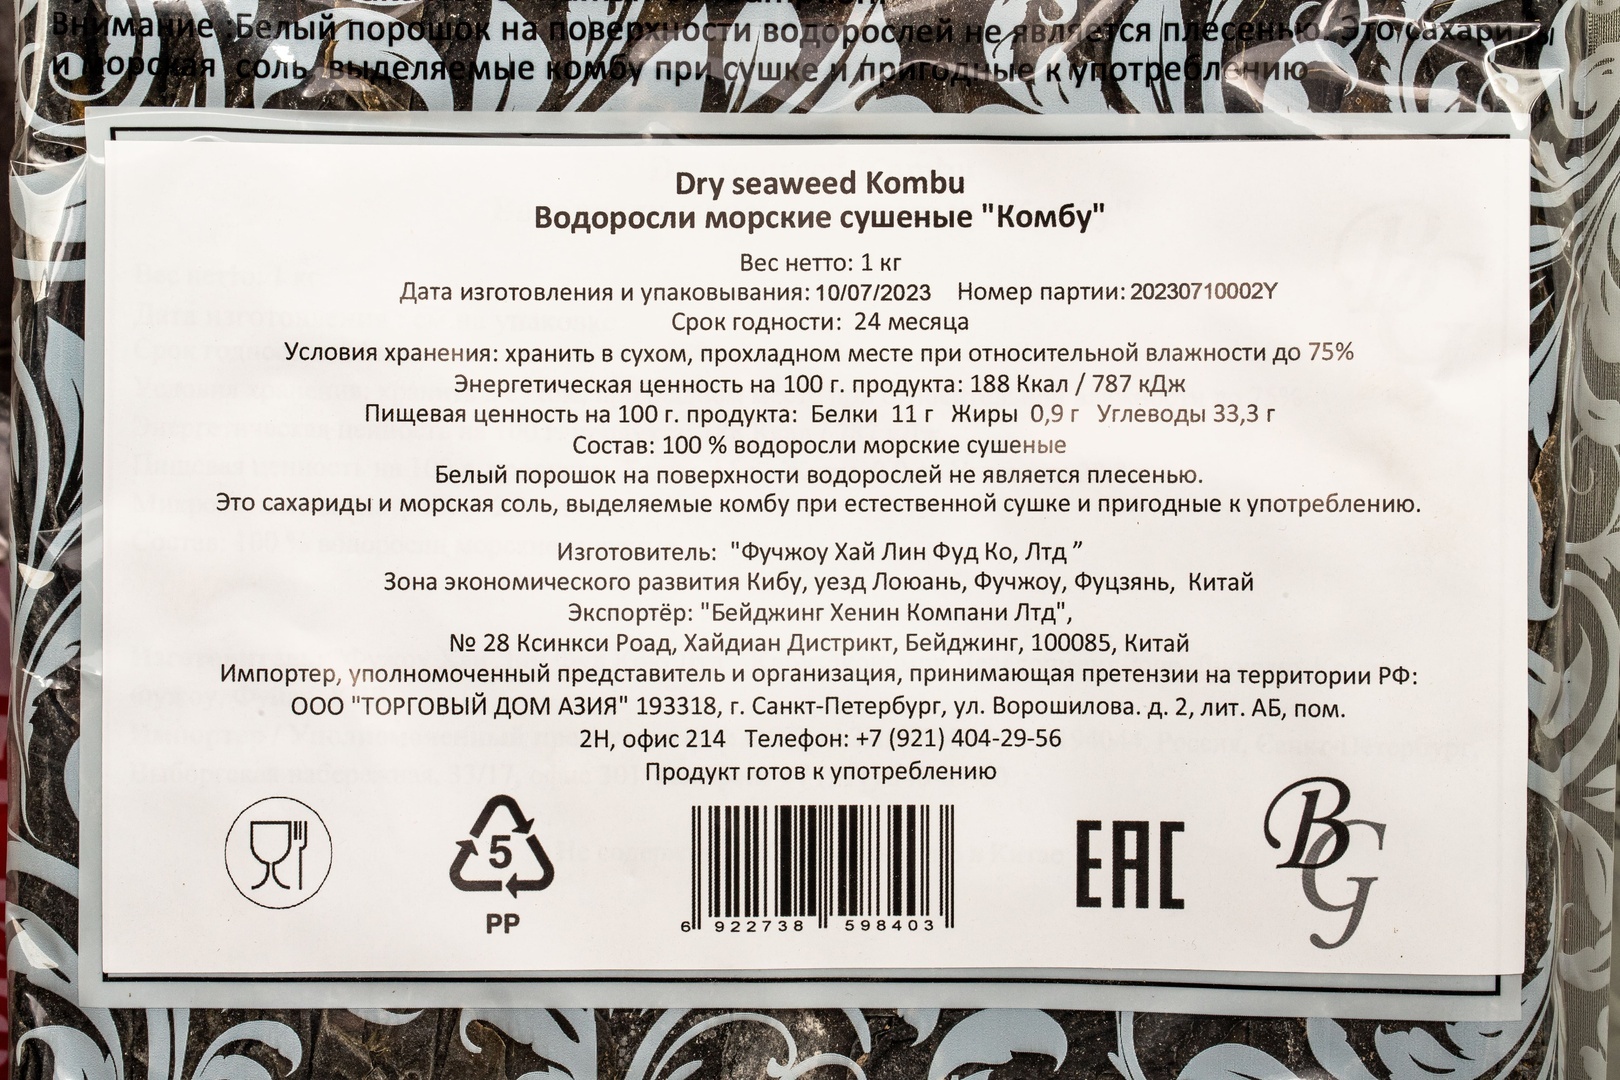 Внимание :Белый порошок на поверхности водорослей не является плесенью. Это сахариды
и морская соль, выделяемые комбу при сушке и пригодные к употреблению
Dry seaweed Kombu
Водоросли морские сушеные "Комбу"
Вес нетто: 1 кг
Дата изготовления и упаковывания: 10/07/2023 Номер партии: 20230710002Y
Срок годности: 24 месяца
Условия хранения: хранить в сухом, прохладном месте при относительной влажности до 75%
Энергетическая ценность на 100 г. продукта: 188 Ккал / 787 кДж
Пищевая ценность на 100 г. продукта: Белки 11 г Жиры 0,9 г Углеводы 33,3 г
Состав: 100 % водоросли морские сушеные
Белый порошок на поверхности водорослей не является плесенью.
Это сахариды и морская соль, выделяемые комбу при естественной сушке и пригодные к употреблению.
Изготовитель: "Фучжоу Хай Лин Фуд Ко, Лтд ”
Зона экономического развития Кибу, уезд Лоюань, Фучжоу, Фуцзянь, Китай
Экспортёр: "Бейджинг Хенин Компани Лтд",
№ 28 Ксинкси Роад, Хайдиан Дистрикт, Бейджинг, 100085, Китай
Импортер, уполномоченный представитель и организация, принимающая претензии на территории РФ:
ООО "ТОРГОВЫЙ ДОМ АЗИЯ" 193318, г. Санкт-Петербург, ул. Ворошилова. д. 2, лит. АБ, пом.
2Н, офис 214 Телефон: +7 (921) 404-29-56
Продукт готов к употреблению
5
PP
6 922738 598403
EAC
BG